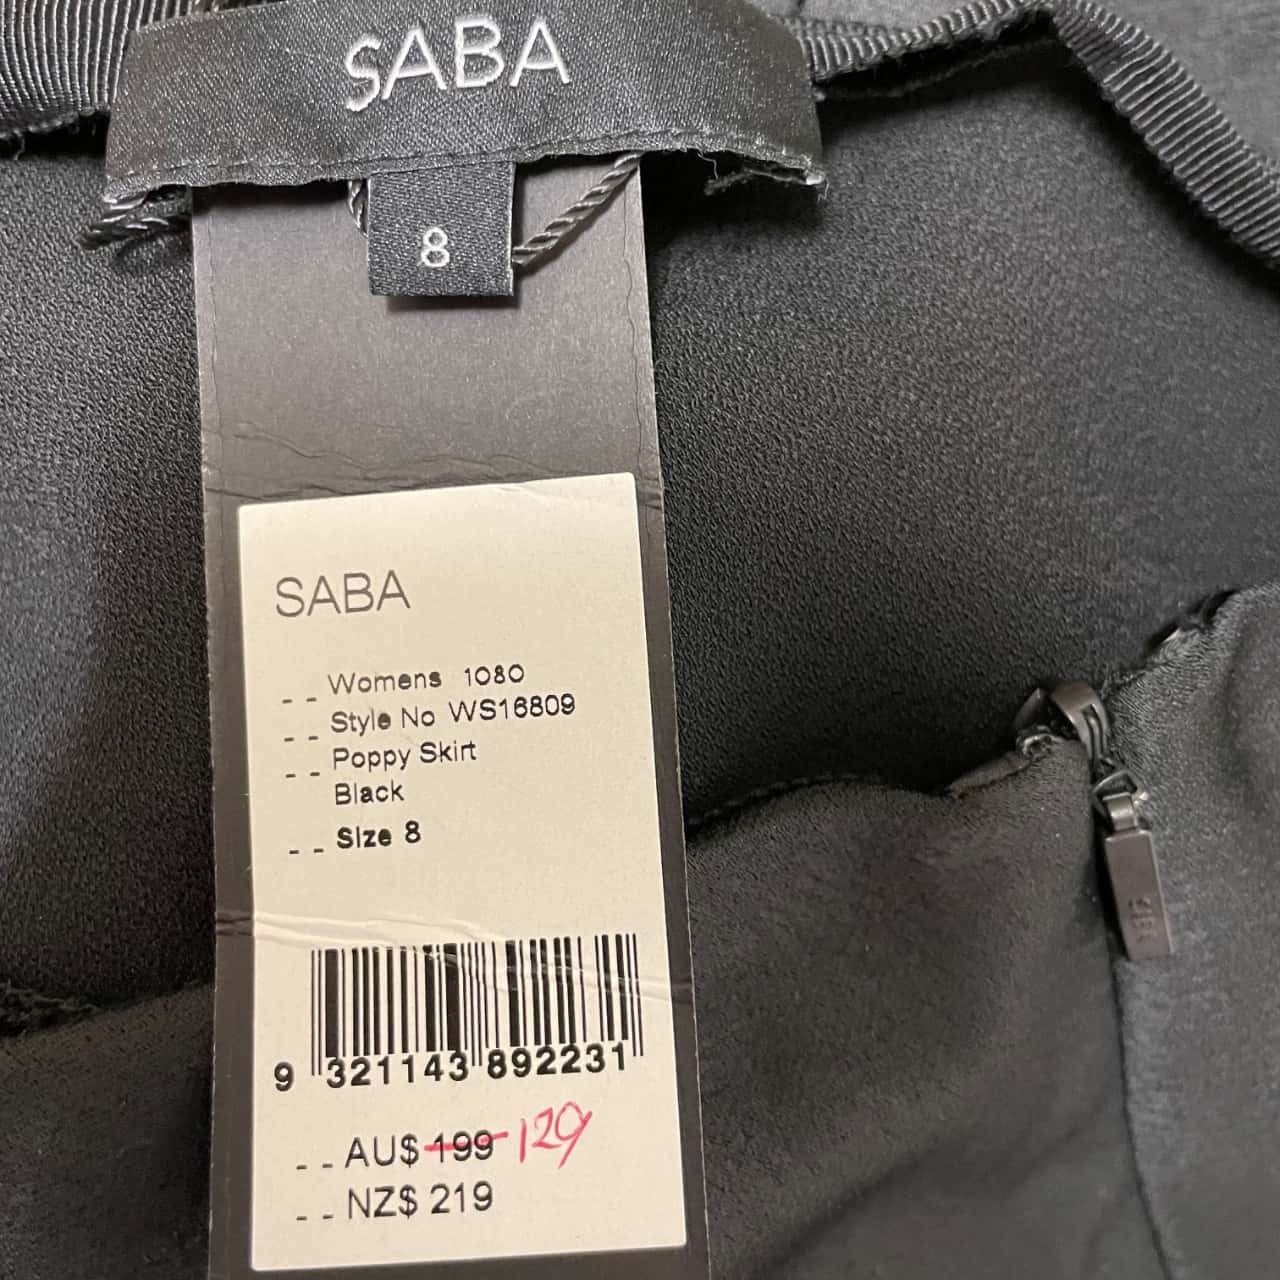 SABA
8
SABA
-- Womens 1080
-- Style No WS16809
-- Poppy Skirt
Black
-- Size 8
9 321143 892231
-- AU$ 199 129
-- NZ$ 219